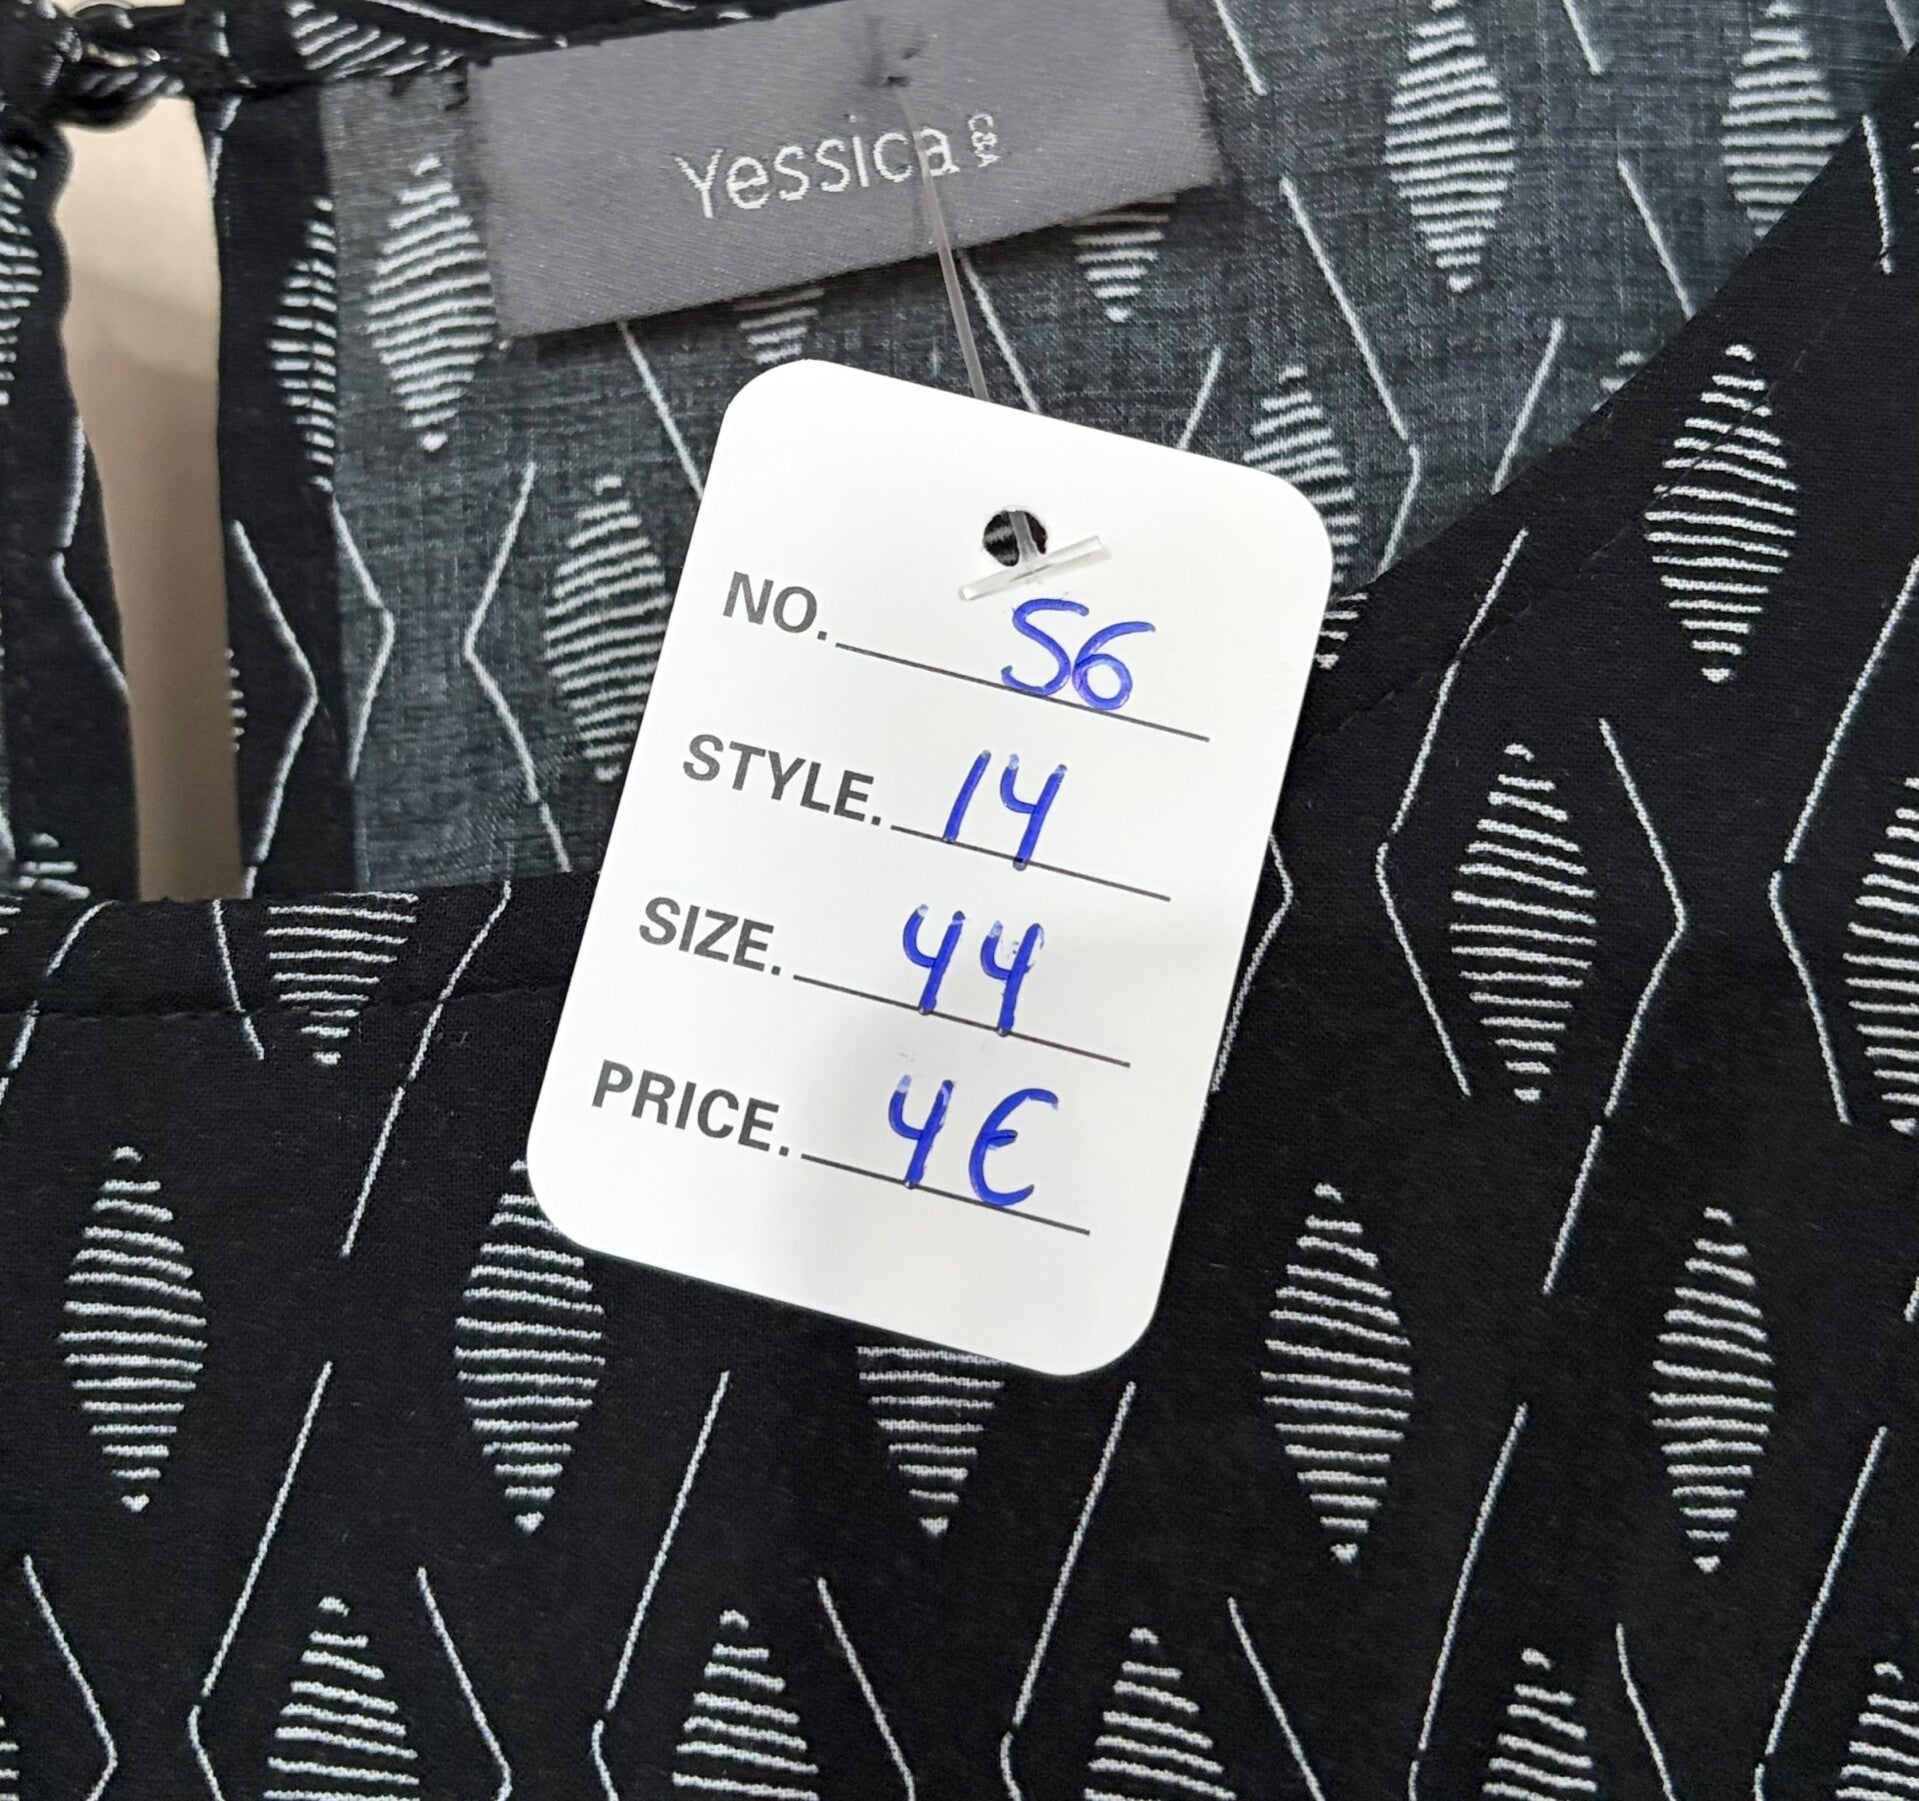 Yessica C&A
NO. 56
STYLE. 14
SIZE. 44
PRICE. 4€